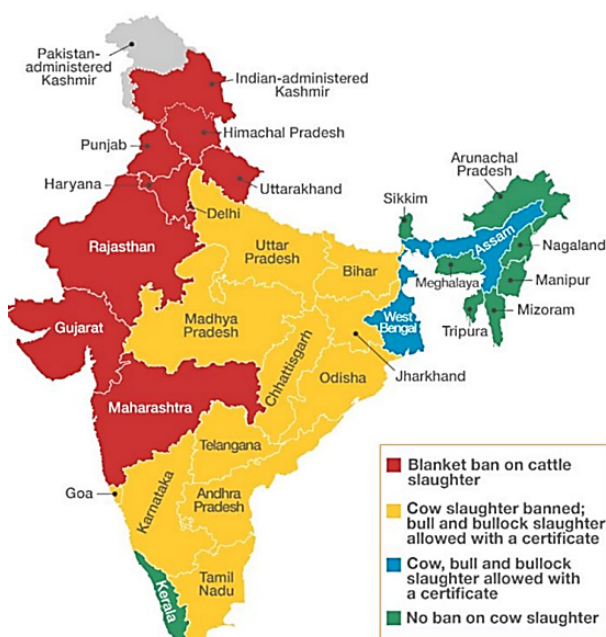 Pakistan-
administered
Kashmir
Indian-administered
Kashmir
Punjab
Himachal Pradesh
Haryana
Uttarakhand
Delhi
Rajasthan
Uttar
Pradesh
Bihar
Sikkim
Arunachal
Pradesh
Assam
Nagaland
Meghalaya
Manipur
Tripura
Mizoram
Gujarat
Madhya
Pradesh
West
Bengal
Jharkhand
Chhattisgarh
Odisha
Maharashtra
Telangana
Goa
Karnataka
Andhra
Pradesh
Kerala
Tamil
Nadu
Blanket ban on cattle
slaughter
Cow slaughter banned;
bull and bullock slaughter
allowed with a certificate
Cow, bull and bullock
slaughter allowed with
a certificate
No ban on cow slaughter